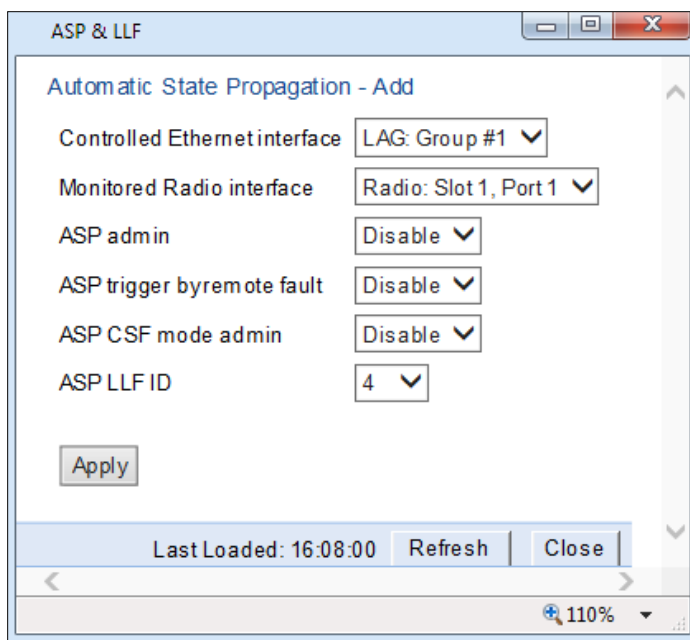 ASP & LLF
Automatic State Propagation - Add
Controlled Ethernet interface LAG: Group #1
Monitored Radio interface Radio: Slot 1, Port 1
ASP admin Disable
ASP trigger byremote fault Disable
ASP CSF mode admin Disable
ASP LLF ID 4
Apply
Last Loaded: 16:08:00 Refresh Close
110%